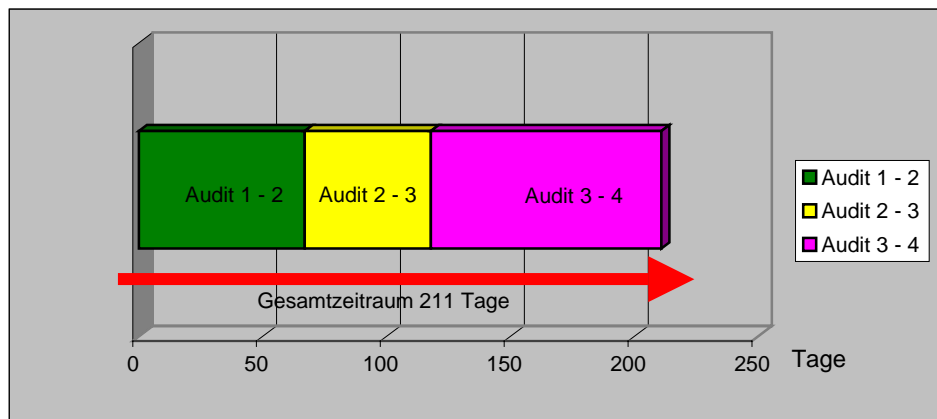 Audit 1 - 2
Audit 2 - 3
Audit 3 - 4
Audit 1 - 2
Audit 2 - 3
Audit 3 - 4
Gesamtzeitraum 211 Tage
0 50 100 150 200 250 Tage